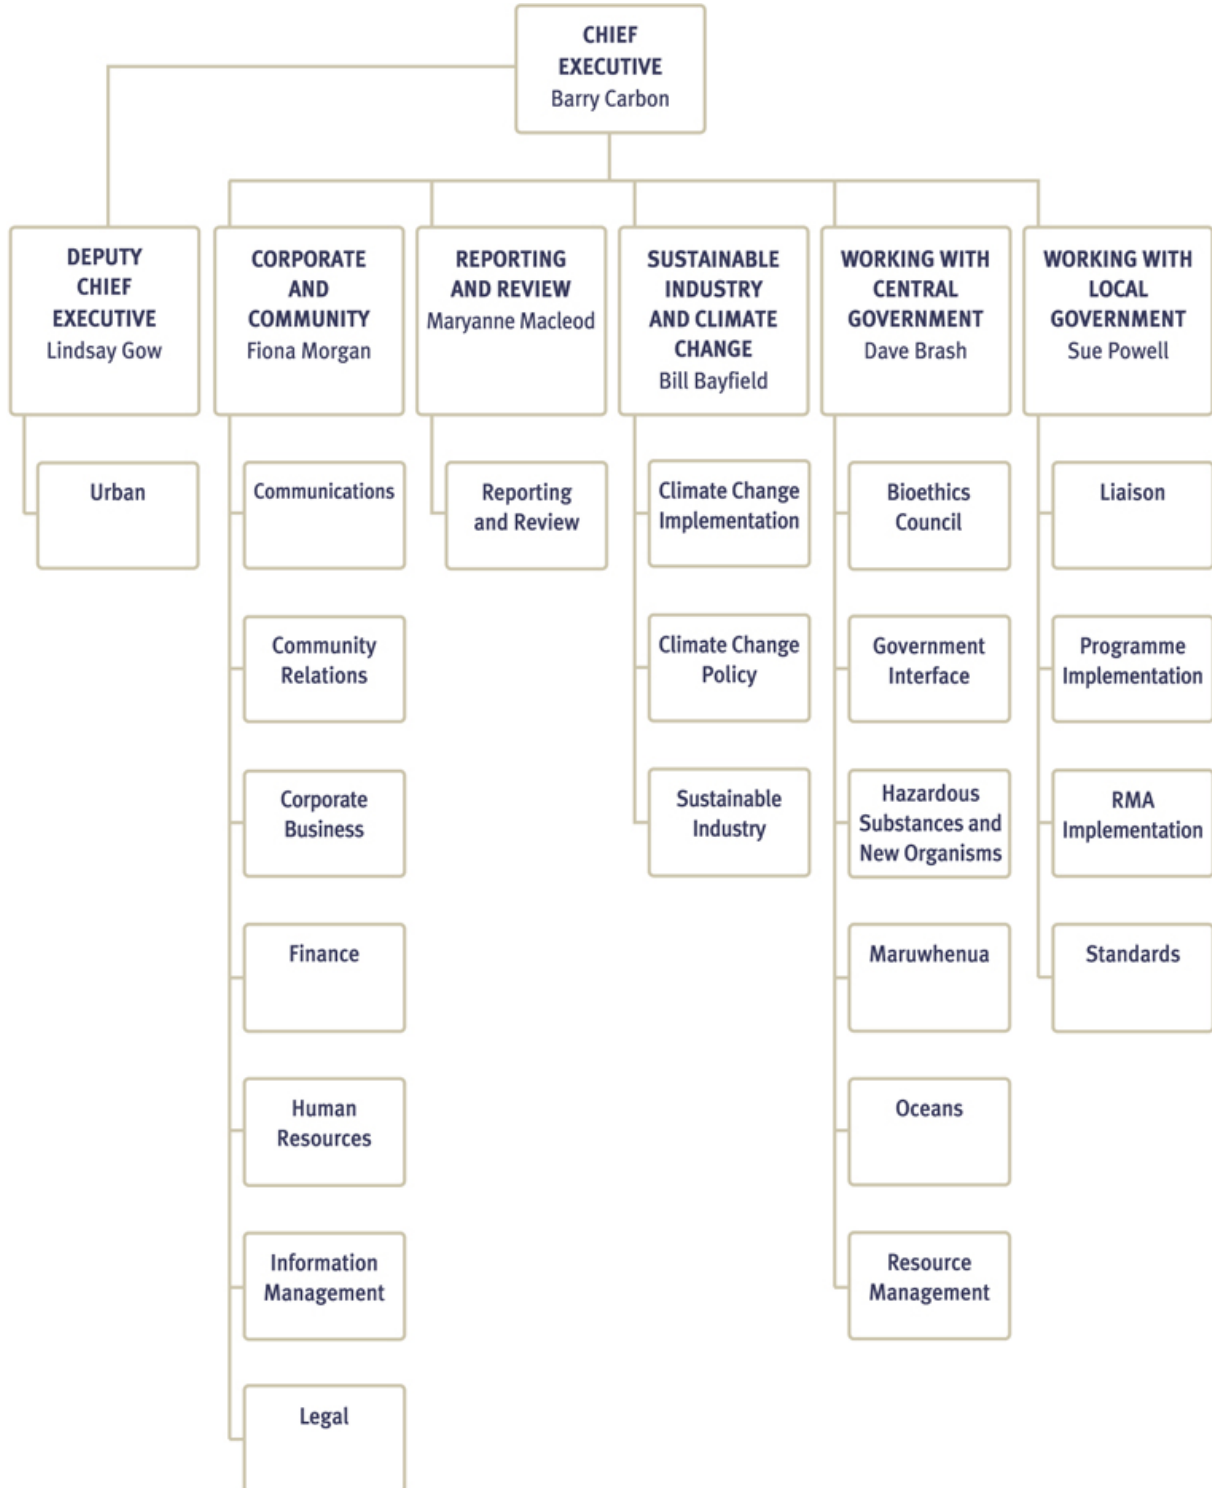 CHIEF
EXECUTIVE
Barry Carbon
DEPUTY
CHIEF
EXECUTIVE
Lindsay Gow
CORPORATE
AND
COMMUNITY
Fiona Morgan
REPORTING
AND REVIEW
Maryanne Macleod
SUSTAINABLE
INDUSTRY
AND CLIMATE
CHANGE
Bill Bayfield
WORKING WITH
CENTRAL
GOVERNMENT
Dave Brash
WORKING WITH
LOCAL
GOVERNMENT
Sue Powell
Urban
Communications
Community
Relations
Corporate
Business
Finance
Human
Resources
Information
Management
Legal
Reporting
and Review
Climate Change
Implementation
Climate Change
Policy
Sustainable
Industry
Bioethics
Council
Government
Interface
Hazardous
Substances and
New Organisms
Maruwhenua
Oceans
Resource
Management
Liaison
Programme
Implementation
RMA
Implementation
Standards